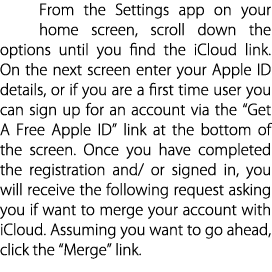 From the Settings app on your
home screen, scroll down the
options until you find the iCloud link.
On the next screen enter your Apple ID
details, or if you are a first time user you
can sign up for an account via the “Get
A Free Apple ID” link at the bottom of
the screen. Once you have completed
the registration and/ or signed in, you
will receive the following request asking
you if want to merge your account with
iCloud. Assuming you want to go ahead,
click the “Merge” link.